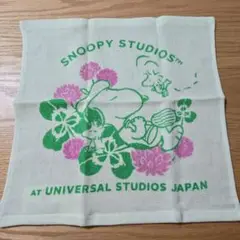 SNOOPY STUDIOS™
AT UNIVERSAL STUDIOS JAPAN